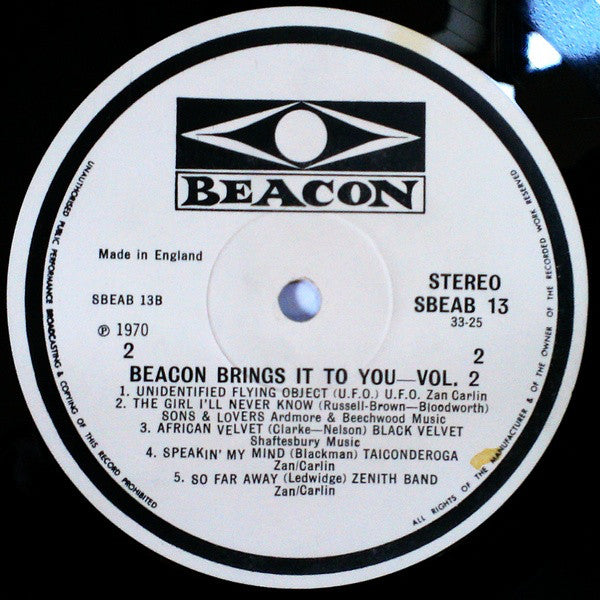 BEACON
Made in England
SBEAB 13B
℗ 1970
2
STEREO
SBEAB 13
33-25
2
BEACON BRINGS IT TO YOU—VOL. 2
1. UNIDENTIFIED FLYING OBJECT (U.F.O.) U.F.O. Zan Carlin
2. THE GIRL I'LL NEVER KNOW (Russell-Brown—Bloodworth)
SONS & LOVERS Ardmore & Beechwood Music
3. AFRICAN VELVET (Clarke—Nelson) BLACK VELVET
Shaftesbury Music
4. SPEAKIN' MY MIND (Blackman) TAICONDEROGA
Zan/Carlin
5. SO FAR AWAY (Ledwidge) ZENITH BAND
Zan/Carlin
UNAUTHORISED PUBLIC PERFORMANCE BROADCASTING & COPYING OF THIS RECORD PROHIBITED
ALL RIGHTS OF THE MANUFACTURER & OF THE OWNER OF THE RECORDED WORK RESERVED